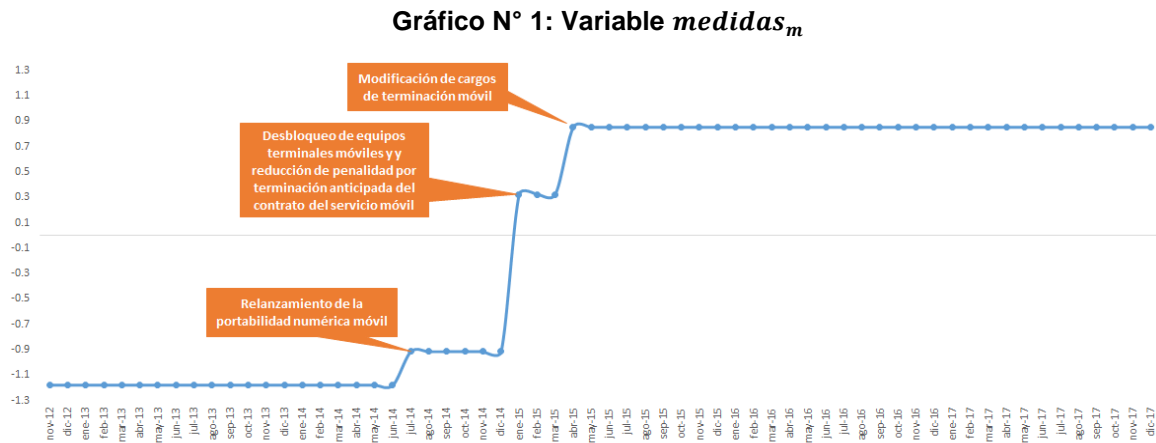 Gráfico N° 1: Variable medidas_m
1.3
1.1
0.9
0.7
0.5
0.3
0.1
-0.1
-0.3
-0.5
-0.7
-0.9
-1.1
-1.3
Modificación de cargos
de terminación móvil
Desbloqueo de equipos
terminales móviles y y
reducción de penalidad por
terminación anticipada del
contrato del servicio móvil
Relanzamiento de la
portabilidad numérica móvil
nov-12
dic-12
ene-13
feb-13
mar-13
abr-13
may-13
jun-13
jul-13
ago-13
sep-13
oct-13
nov-13
dic-13
ene-14
feb-14
mar-14
abr-14
may-14
jun-14
jul-14
ago-14
sep-14
oct-14
nov-14
dic-14
ene-15
feb-15
mar-15
abr-15
may-15
jun-15
jul-15
ago-15
sep-15
oct-15
nov-15
dic-15
ene-16
feb-16
mar-16
abr-16
may-16
jun-16
jul-16
ago-16
sep-16
oct-16
nov-16
dic-16
ene-17
feb-17
mar-17
abr-17
may-17
jun-17
jul-17
ago-17
sep-17
oct-17
nov-17
dic-17